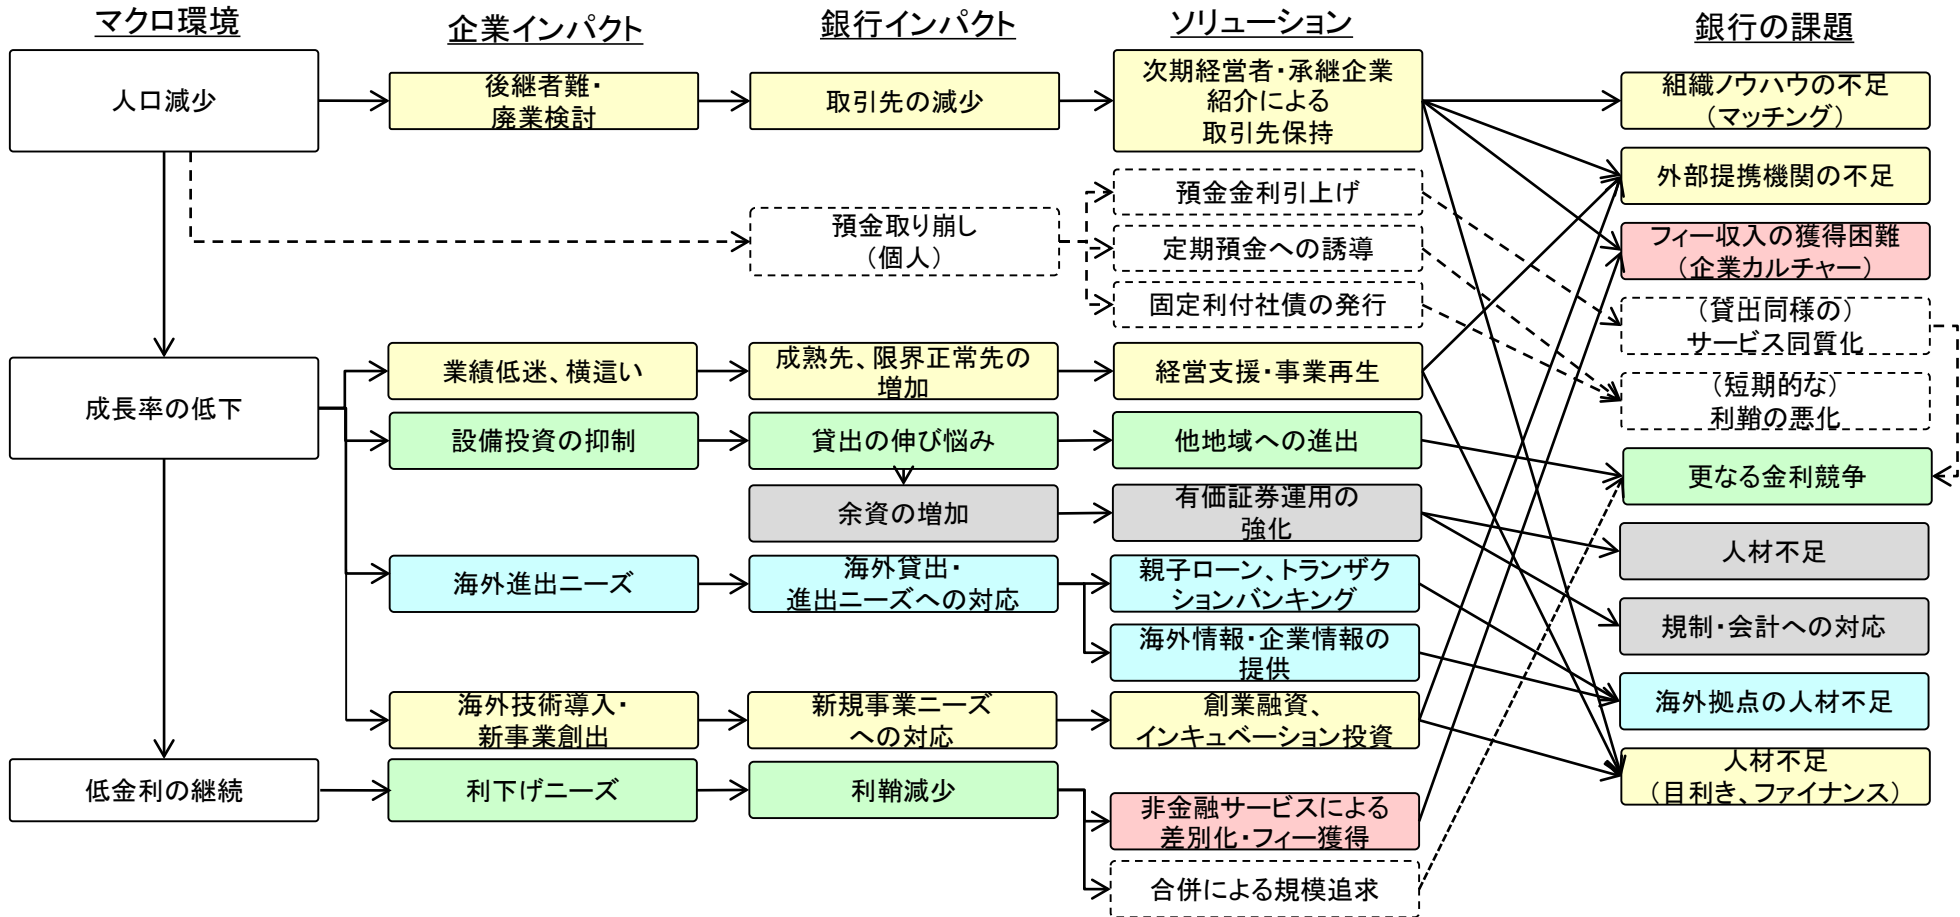 マクロ環境
企業インパクト
銀行インパクト
ソリューション
銀行の課題
人口減少
後継者難・
廃業検討
取引先の減少
次期経営者・承継企業
紹介による
取引先保持
組織ノウハウの不足
（マッチング）
外部提携機関の不足
預金取り崩し
（個人）
預金金利引上げ
定期預金への誘導
固定利付社債の発行
フィー収入の獲得困難
（企業カルチャー）
（貸出同様の）
サービス同質化
（短期的な）
利鞘の悪化
成長率の低下
業績低迷、横這い
成熟先、限界正常先の
増加
経営支援・事業再生
設備投資の抑制
貸出の伸び悩み
他地域への進出
更なる金利競争
余資の増加
有価証券運用の
強化
人材不足
海外進出ニーズ
海外貸出・
進出ニーズへの対応
親子ローン、トランザク
ションバンキング
規制・会計への対応
海外情報・企業情報の
提供
海外拠点の人材不足
海外技術導入・
新事業創出
新規事業ニーズ
への対応
創業融資、
インキュベーション投資
人材不足
（目利き、ファイナンス）
低金利の継続
利下げニーズ
利鞘減少
非金融サービスによる
差別化・フィー獲得
合併による規模追求